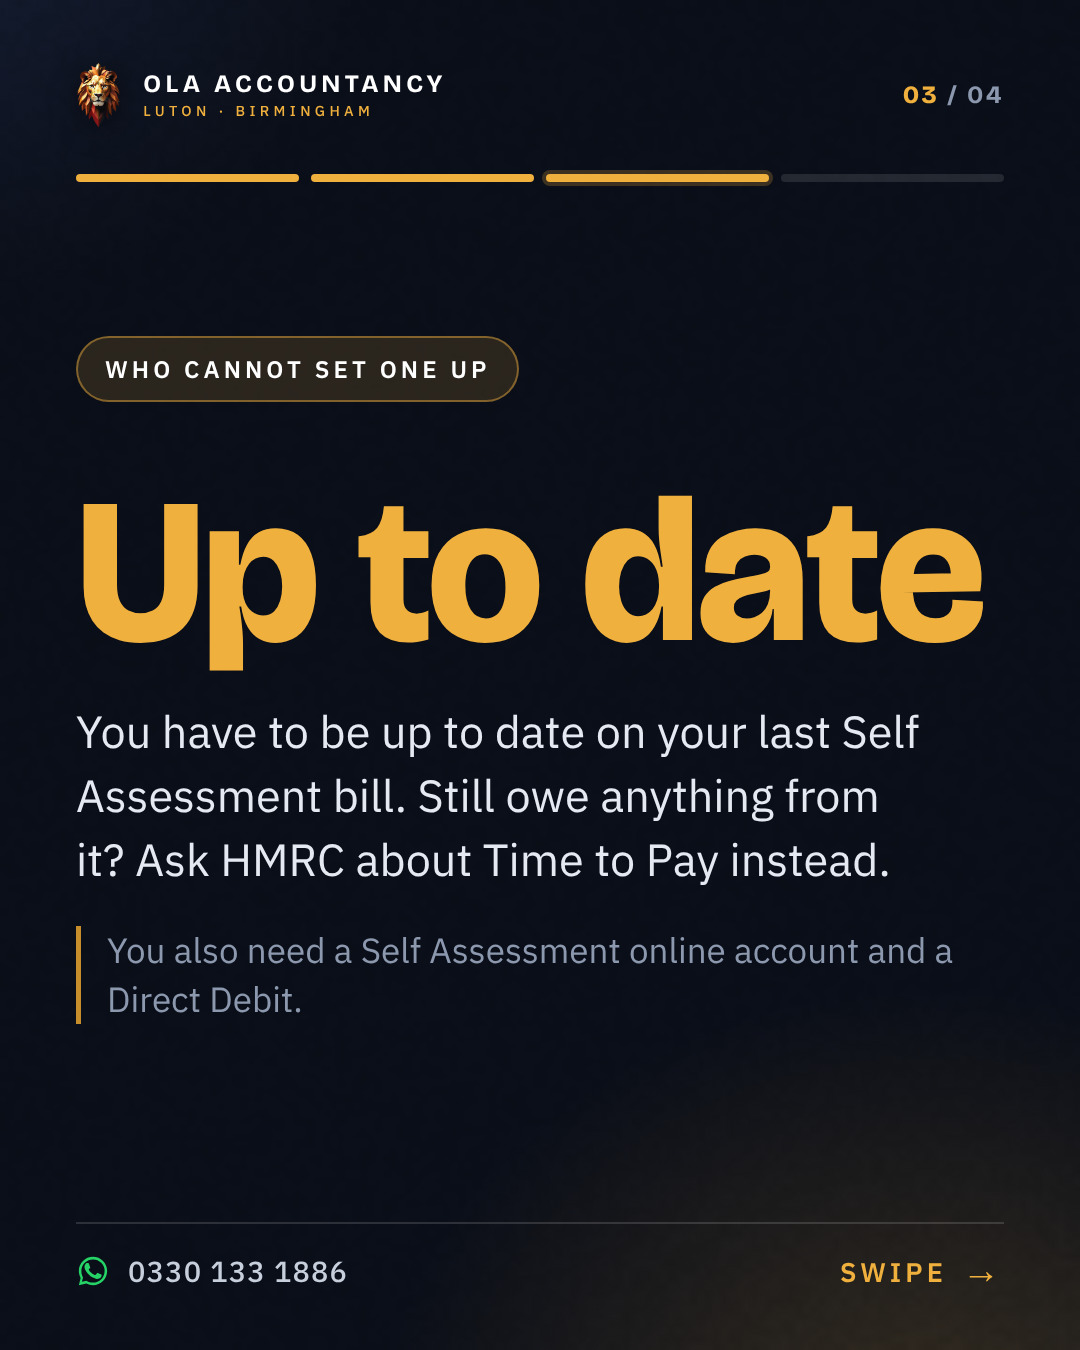 OLA ACCOUNTANCY
LUTON · BIRMINGHAM
03 / 04
WHO CANNOT SET ONE UP
Up to date
You have to be up to date on your last Self
Assessment bill. Still owe anything from
it? Ask HMRC about Time to Pay instead.
You also need a Self Assessment online account and a
Direct Debit.
0330 133 1886
SWIPE →